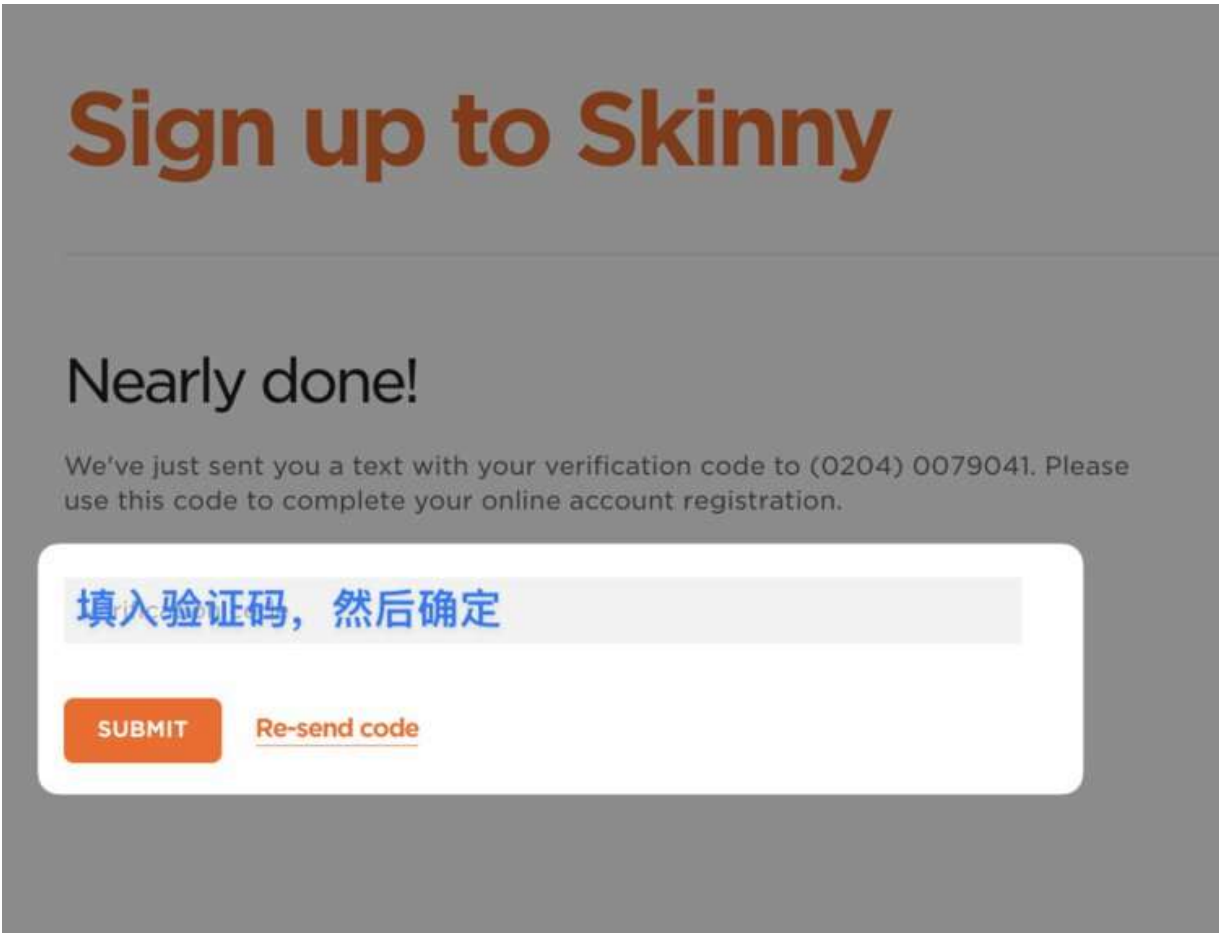 Sign up to Skinny
Nearly done!
We've just sent you a text with your verification code to (0204) 0079041. Please
use this code to complete your online account registration.
填入验证码，然后确定
SUBMIT
Re-send code